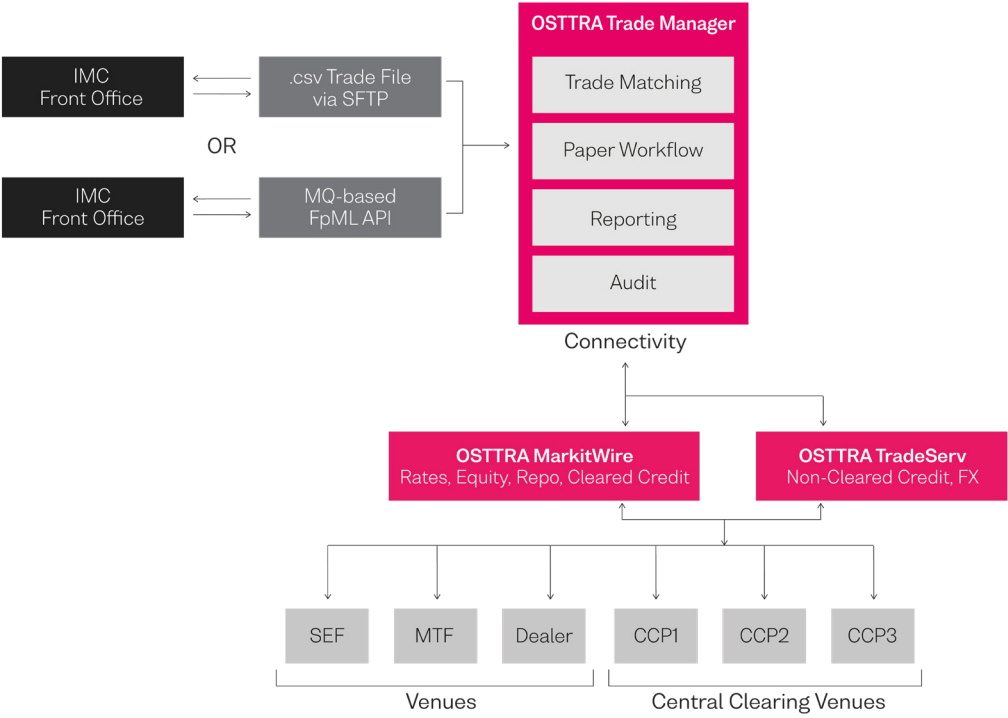 OSTTRA Trade Manager
IMC
Front Office
.csv Trade File
via SFTP
Trade Matching
OR
Paper Workflow
IMC
Front Office
MQ-based
FpML API
Reporting
Audit
Connectivity
OSTTRA MarkitWire
Rates, Equity, Repo, Cleared Credit
OSTTRA TradeServ
Non-Cleared Credit, FX
SEF
MTF
Dealer
CCP1
CCP2
CCP3
Venues
Central Clearing Venues